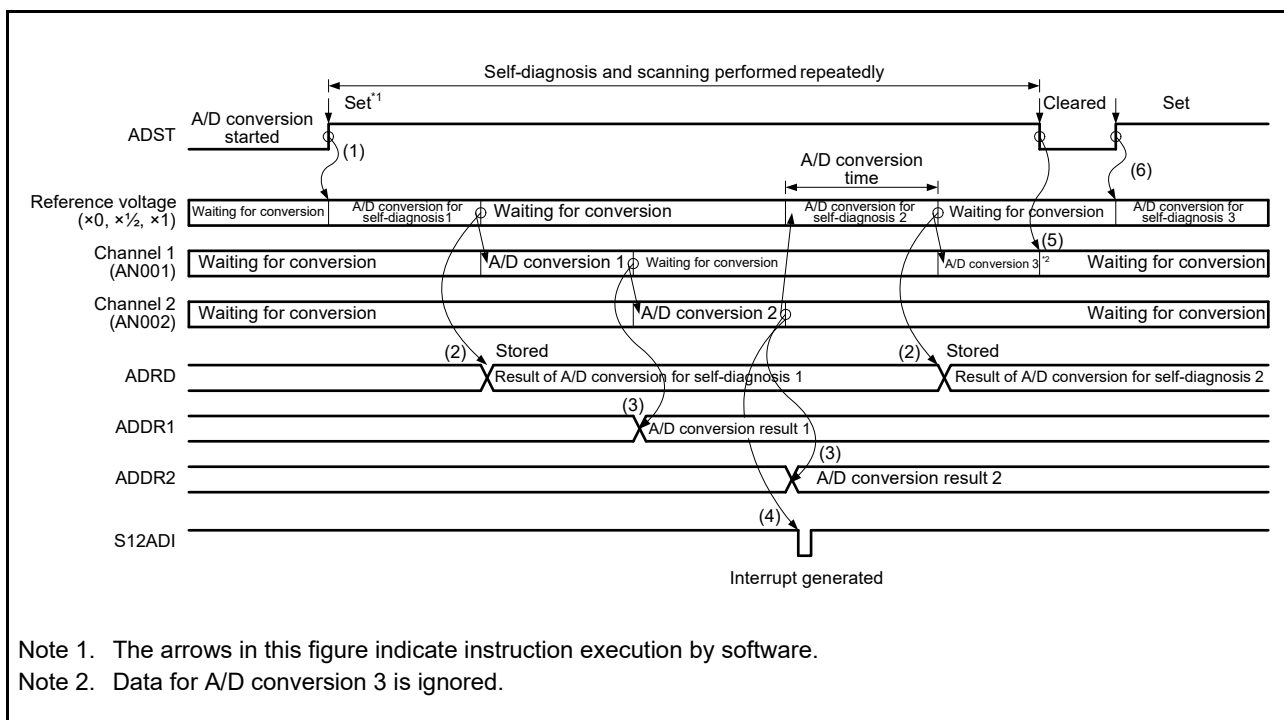 Self-diagnosis and scanning performed repeatedly
Set*1
Cleared
Set
ADST
A/D conversion
started
(1)
A/D conversion
time
(6)
Reference voltage
(×0, ×½, ×1)
Waiting for conversion
A/D conversion for
self-diagnosis 1
Waiting for conversion
A/D conversion for
self-diagnosis 2
Waiting for conversion
A/D conversion for
self-diagnosis 3
Channel 1
(AN001)
Waiting for conversion
A/D conversion 1
Waiting for conversion
A/D conversion 3 *2
(5)
Waiting for conversion
Channel 2
(AN002)
Waiting for conversion
A/D conversion 2
Waiting for conversion
(2)
Stored
(2)
Stored
ADRD
Result of A/D conversion for self-diagnosis 1
Result of A/D conversion for self-diagnosis 2
(3)
ADDR1
A/D conversion result 1
(3)
ADDR2
A/D conversion result 2
(4)
S12ADI
Interrupt generated
Note 1. The arrows in this figure indicate instruction execution by software.
Note 2. Data for A/D conversion 3 is ignored.